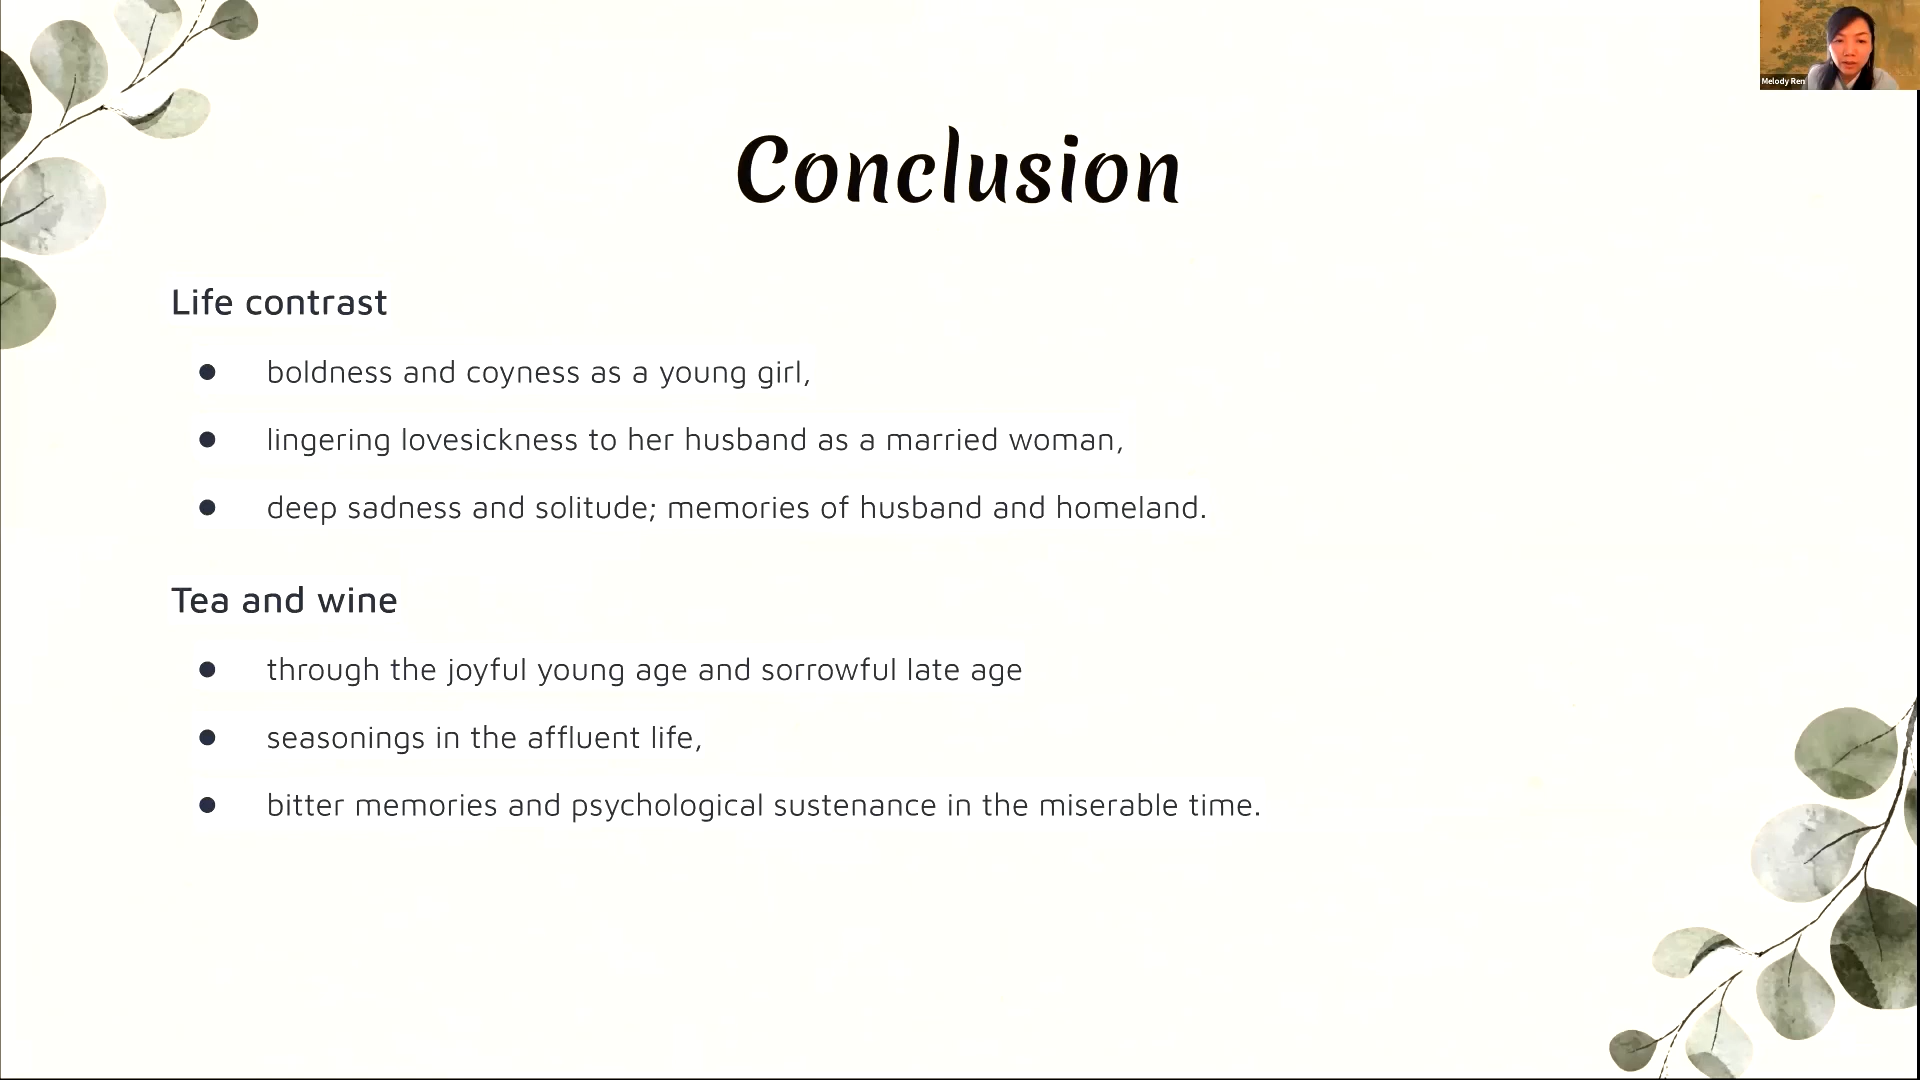 Melody Ren
Conclusion
Life contrast
● boldness and coyness as a young girl,
● lingering lovesickness to her husband as a married woman,
● deep sadness and solitude; memories of husband and homeland.
Tea and wine
● through the joyful young age and sorrowful late age
● seasonings in the affluent life,
● bitter memories and psychological sustenance in the miserable time.